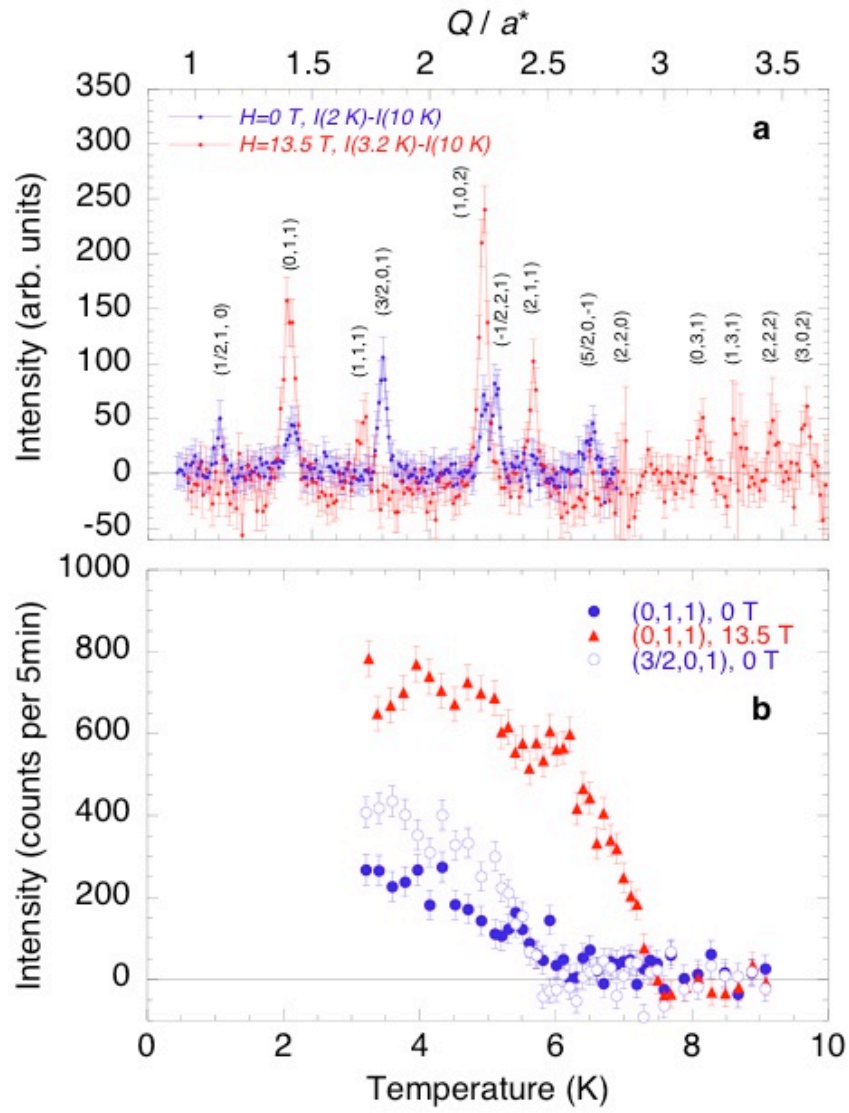 Q / a*
1 1.5 2 2.5 3 3.5
350
300
250
200
150
100
50
0
-50
Intensity (arb. units)
H=0 T, I(2 K)-I(10 K)
H=13.5 T, I(3.2 K)-I(10 K)
a
(1/2,1, 0)
(0,1,1)
(1,1,1)
(3/2,0,1)
(1,0,2)
(-1/2,2,1)
(2,1,1)
(5/2,0,-1)
(2,2,0)
(0,3,1)
(1,3,1)
(2,2,2)
(3,0,2)
1000
800
600
400
200
0
Intensity (counts per 5min)
(0,1,1), 0 T
(0,1,1), 13.5 T
(3/2,0,1), 0 T
b
0 2 4 6 8 10
Temperature (K)